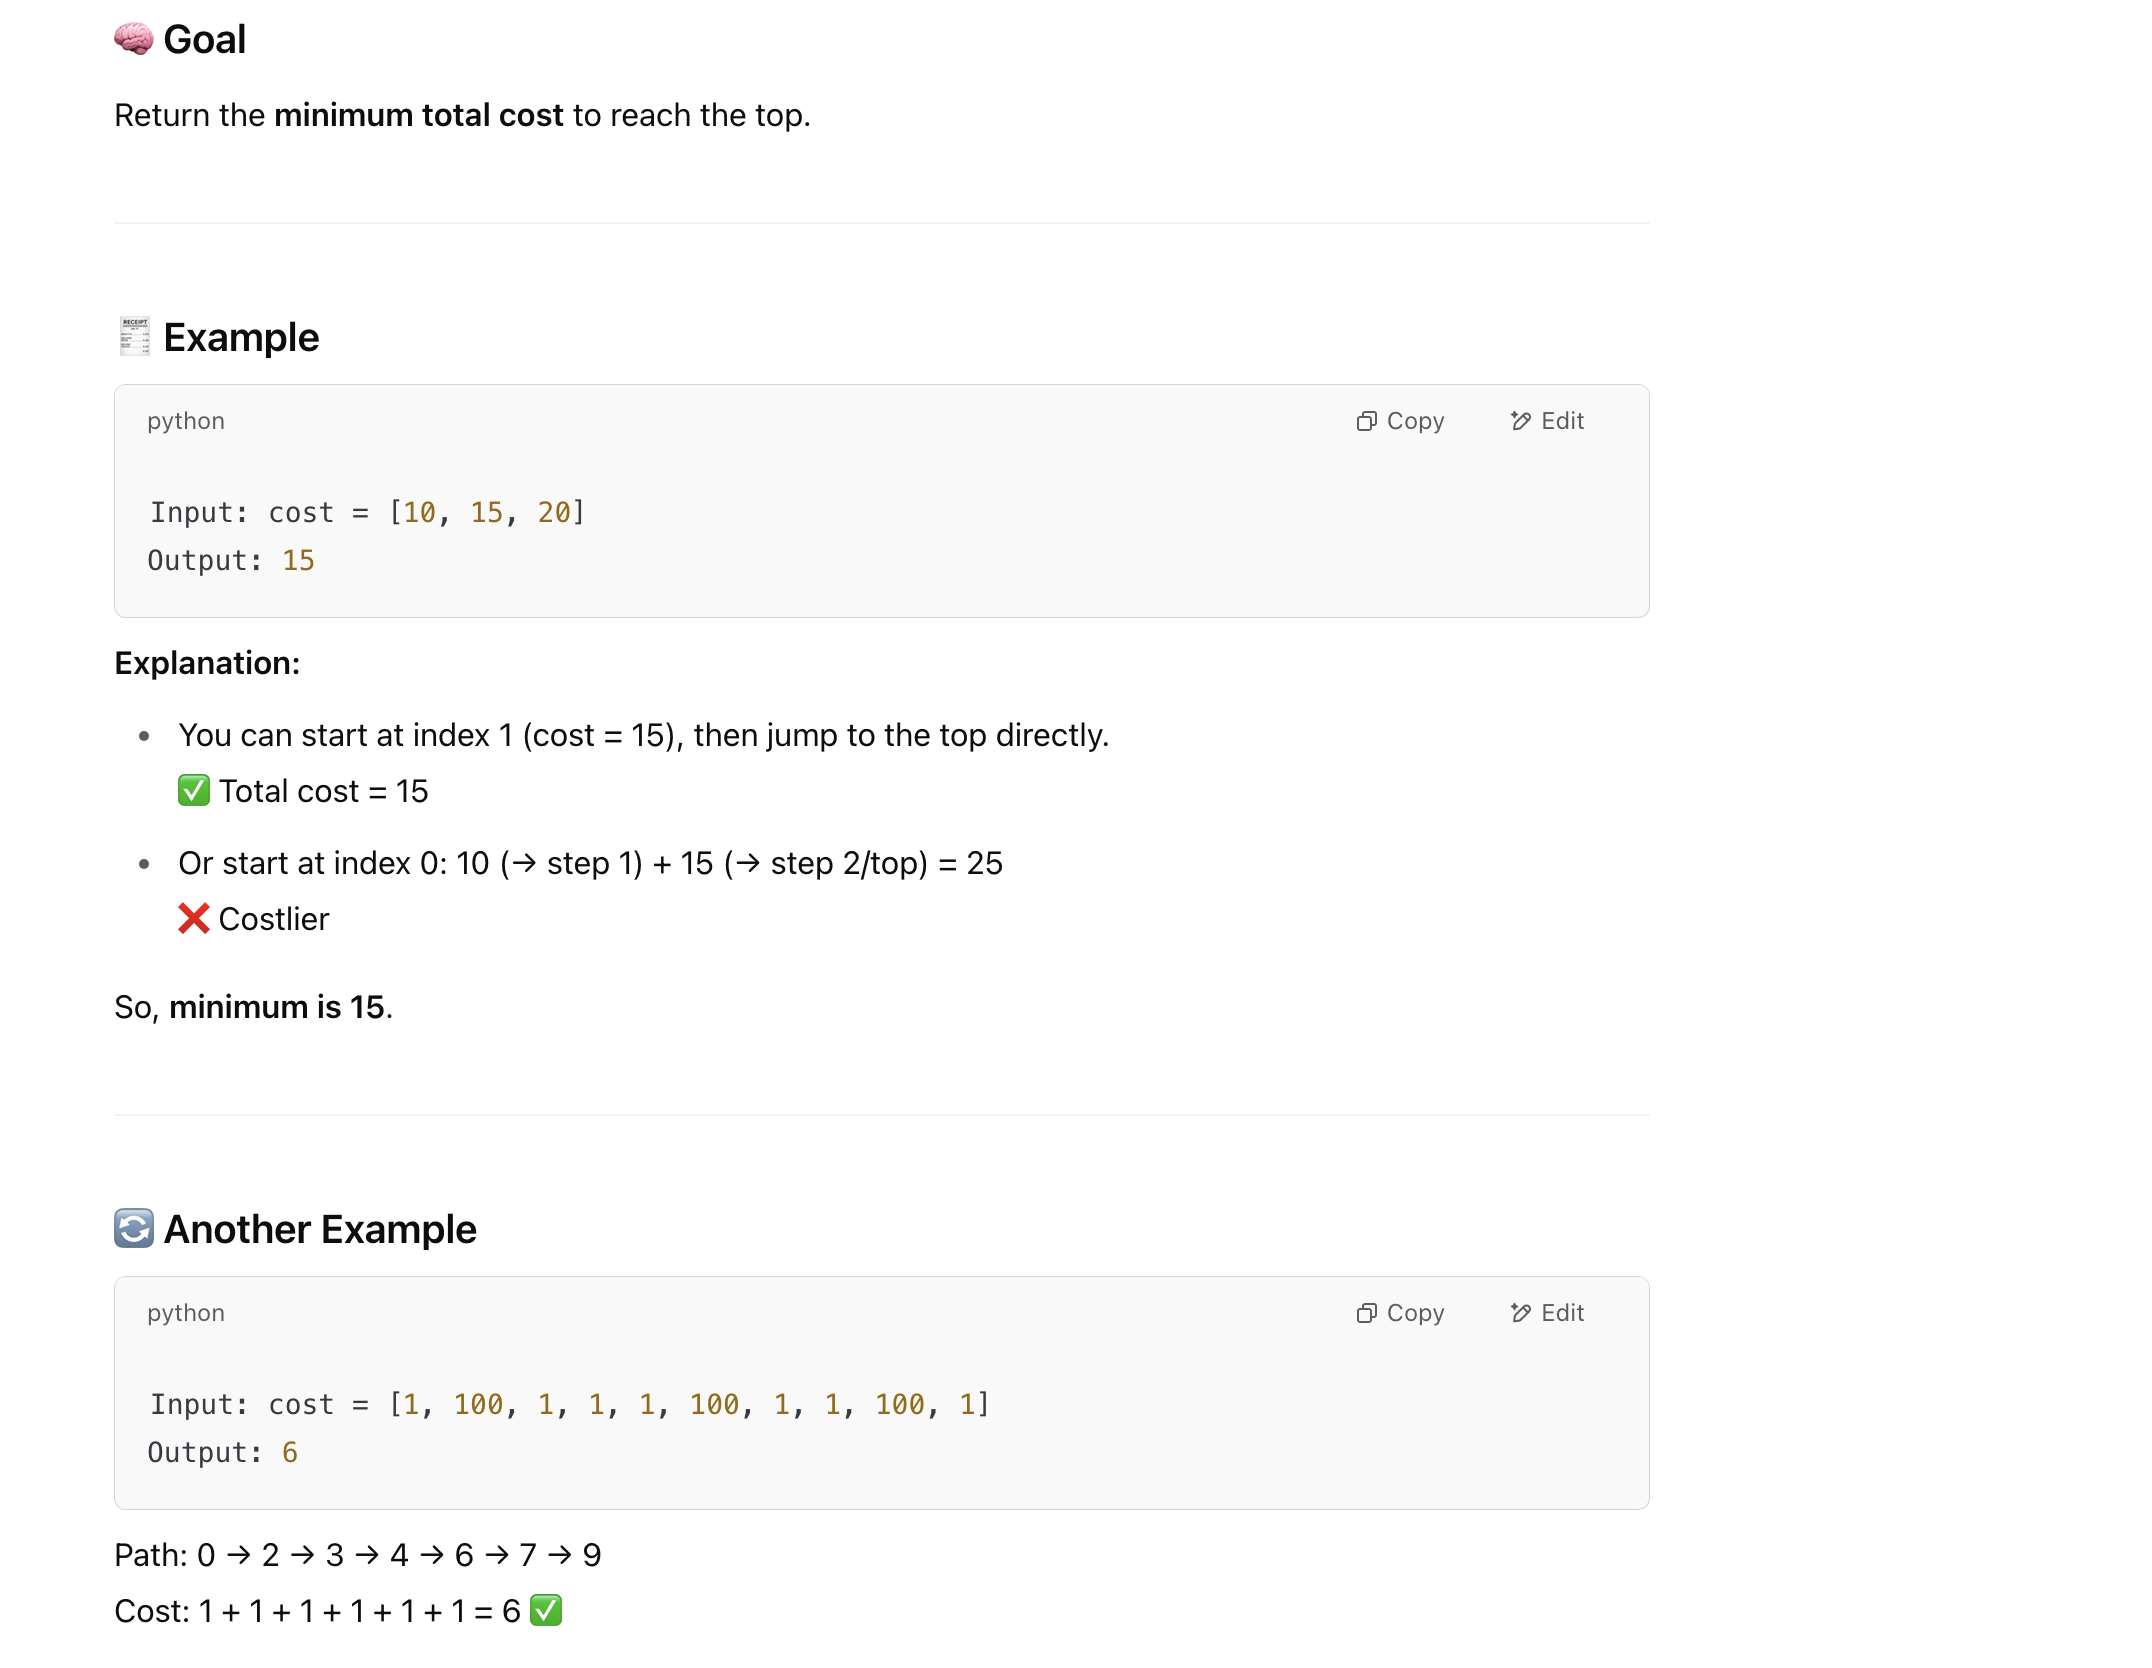 🧠 Goal
Return the minimum total cost to reach the top.
🧾 Example
python
Copy
Edit
Input: cost = [10, 15, 20]
Output: 15
Explanation:
• You can start at index 1 (cost = 15), then jump to the top directly.
✅ Total cost = 15
• Or start at index 0: 10 (→ step 1) + 15 (→ step 2/top) = 25
❌ Costlier
So, minimum is 15.
🔄 Another Example
python
Copy
Edit
Input: cost = [1, 100, 1, 1, 1, 100, 1, 1, 100, 1]
Output: 6
Path: 0 → 2 → 3 → 4 → 6 → 7 → 9
Cost: 1 + 1 + 1 + 1 + 1 + 1 = 6 ✅